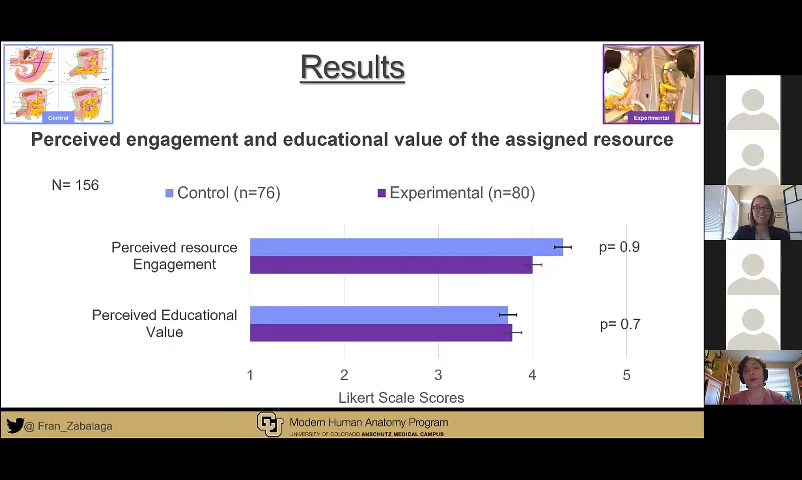 Results
Control
Experimental
Perceived engagement and educational value of the assigned resource
N= 156
Control (n=76)
Experimental (n=80)
Perceived resource
Engagement
p= 0.9
Perceived Educational
Value
p= 0.7
1 2 3 4 5
Likert Scale Scores
@ Fran_Zabalaga
Modern Human Anatomy Program
UNIVERSITY OF COLORADO ANSCHUTZ MEDICAL CAMPUS